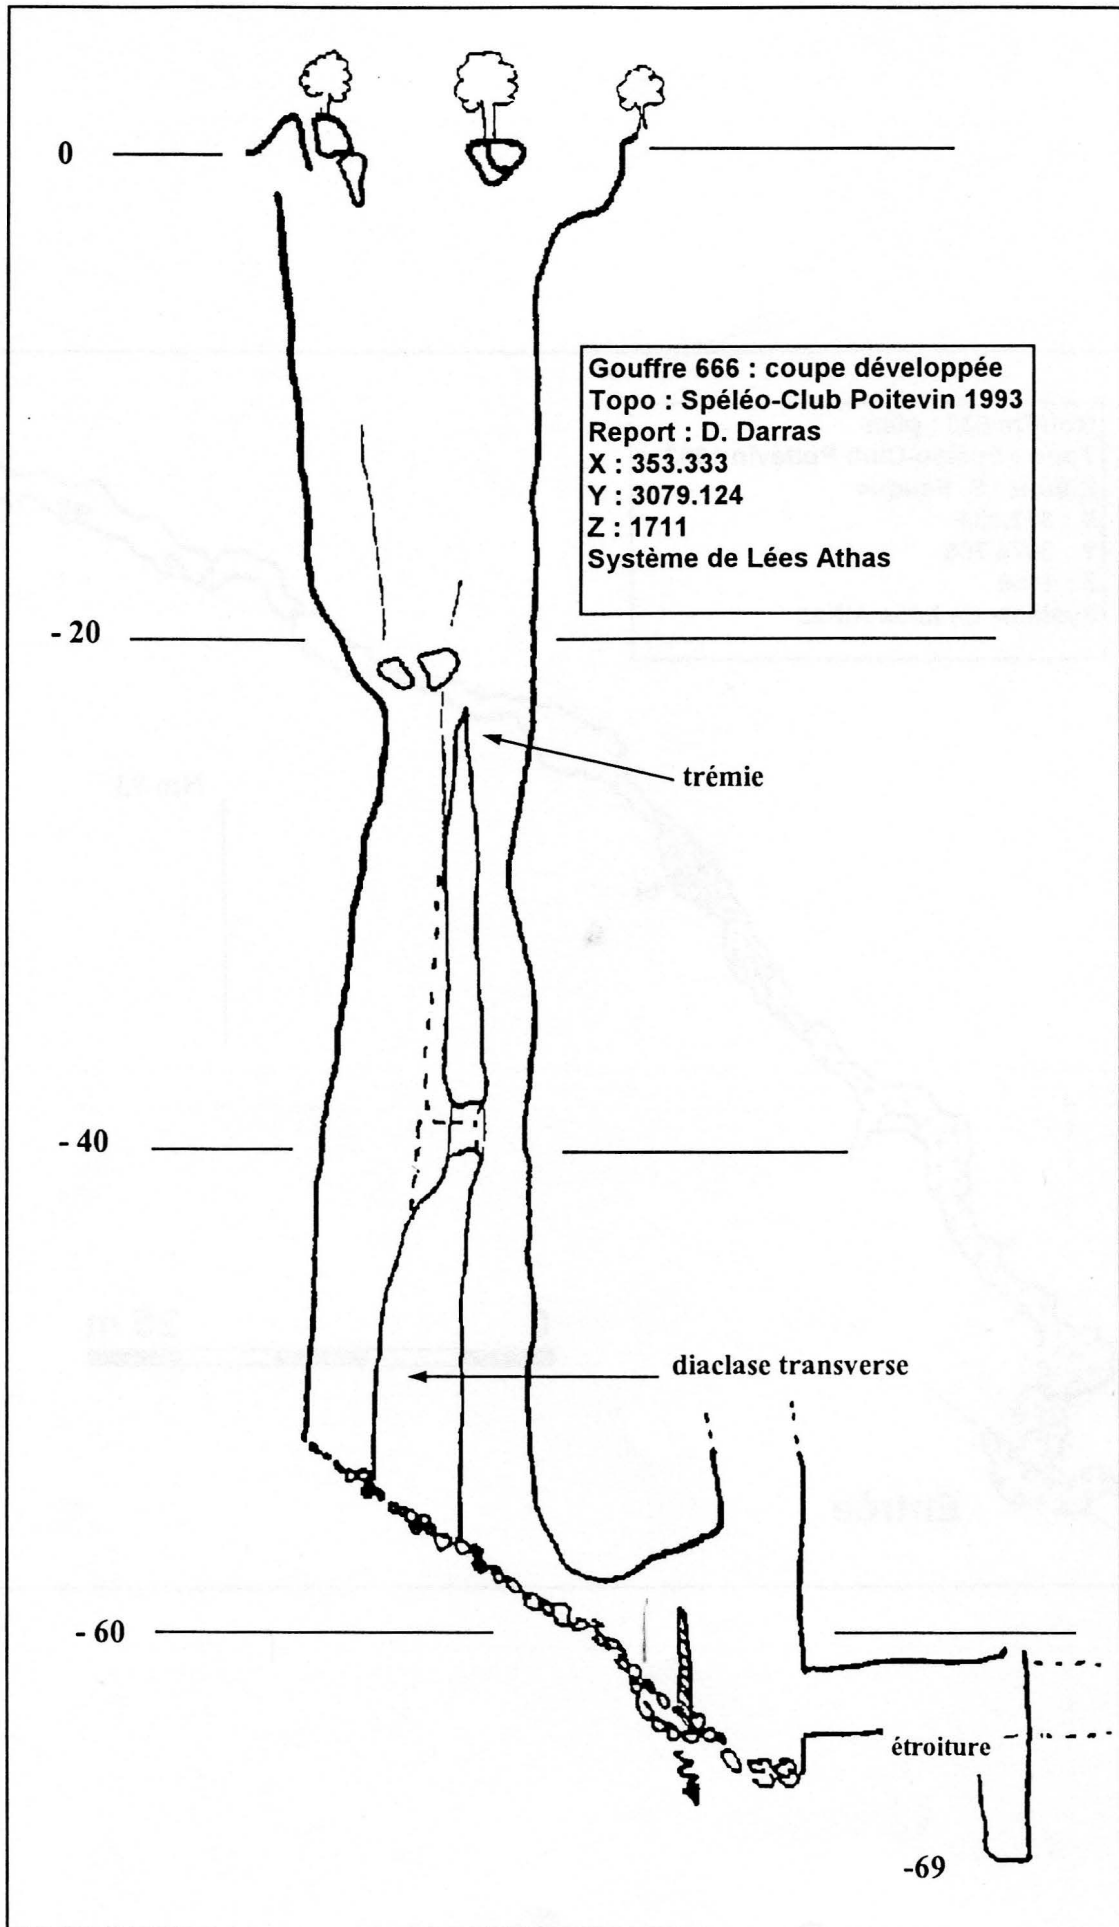 0
Gouffre 666 : coupe développée
Topo : Spéléo-Club Poitevin 1993
Report : D. Darras
X : 353.333
Y : 3079.124
Z : 1711
Système de Lées Athas
- 20
trémie
- 40
diaclase transverse
- 60
étroiture
-69